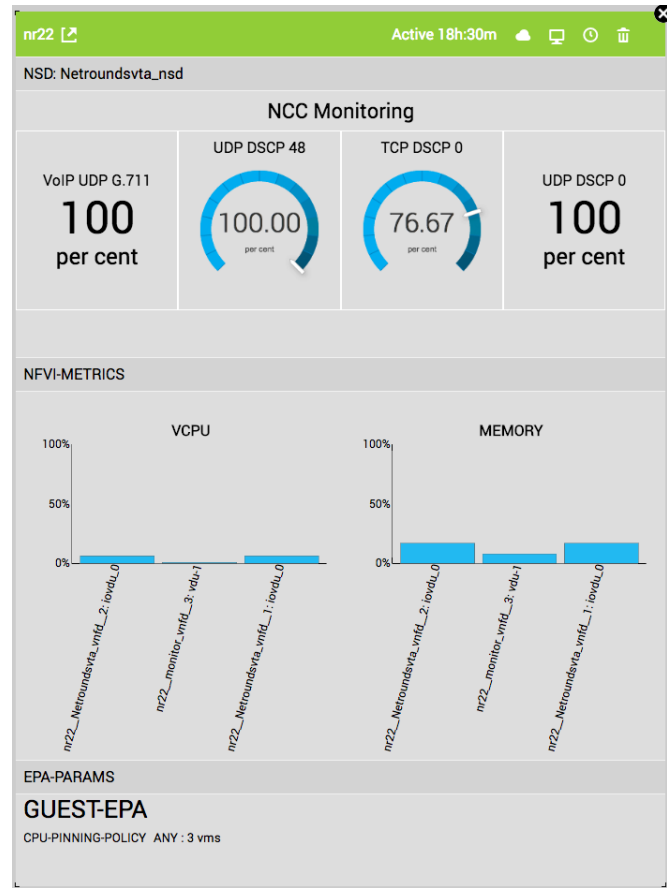 nr22 Active 18h:30m
NSD: Netroundsvta_nsd
NCC Monitoring
VoIP UDP G.711
100
per cent
UDP DSCP 48
100.00
per cent
TCP DSCP 0
76.67
per cent
UDP DSCP 0
100
per cent
NFVI-METRICS
VCPU
100%
50%
0%
nr22__Netroundsvta_vnfd__2: iovdu_0
nr22__monitor_vnfd__3: vdu-1
nr22__Netroundsvta_vnfd__1: iovdu_0
MEMORY
100%
50%
0%
nr22__Netroundsvta_vnfd__2: iovdu_0
nr22__monitor_vnfd__3: vdu-1
nr22__Netroundsvta_vnfd__1: iovdu_0
EPA-PARAMS
GUEST-EPA
CPU-PINNING-POLICY ANY : 3 vms